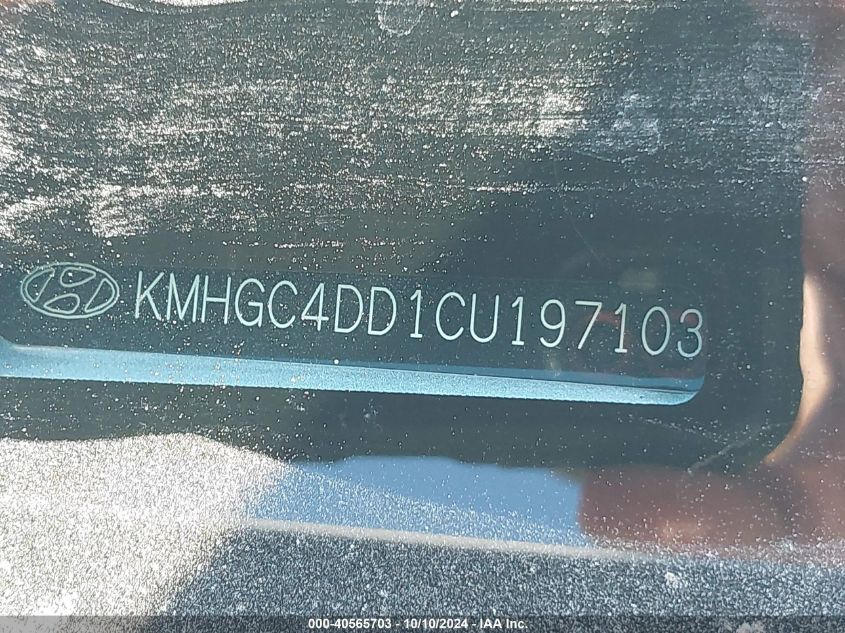 KMHGC4DD1CU197103
000-40565703 - 10/10/2024 - IAA Inc.